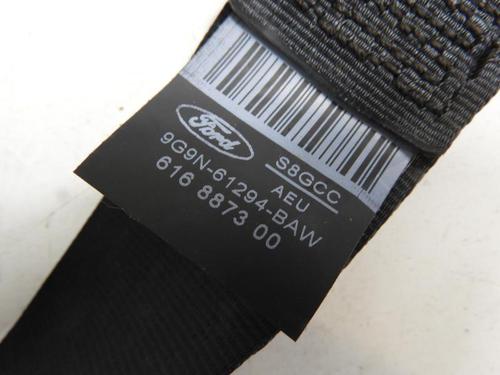 Ford
S8GCC
AEU
9G9N-61294-BAW
616 8873 00